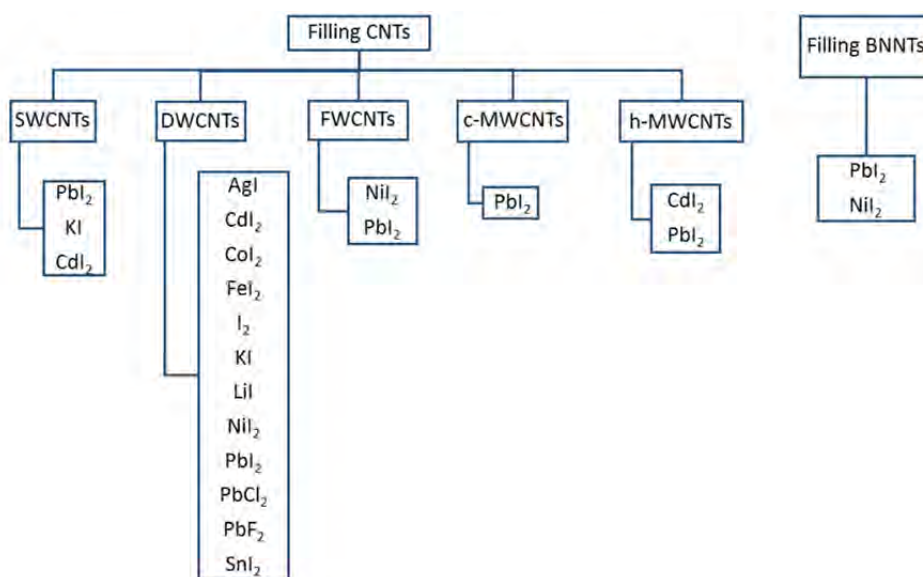 Filling CNTs
Filling BNNTs
SWCNTs
DWCNTs
FWCNTs
c-MWCNTs
h-MWCNTs
PbI₂
KI
CdI₂
AgI
CdI₂
CoI₂
FeI₂
I₂
KI
LiI
NiI₂
PbI₂
PbCl₂
PbF₂
SnI₂
NiI₂
PbI₂
PbI₂
CdI₂
PbI₂
PbI₂
NiI₂